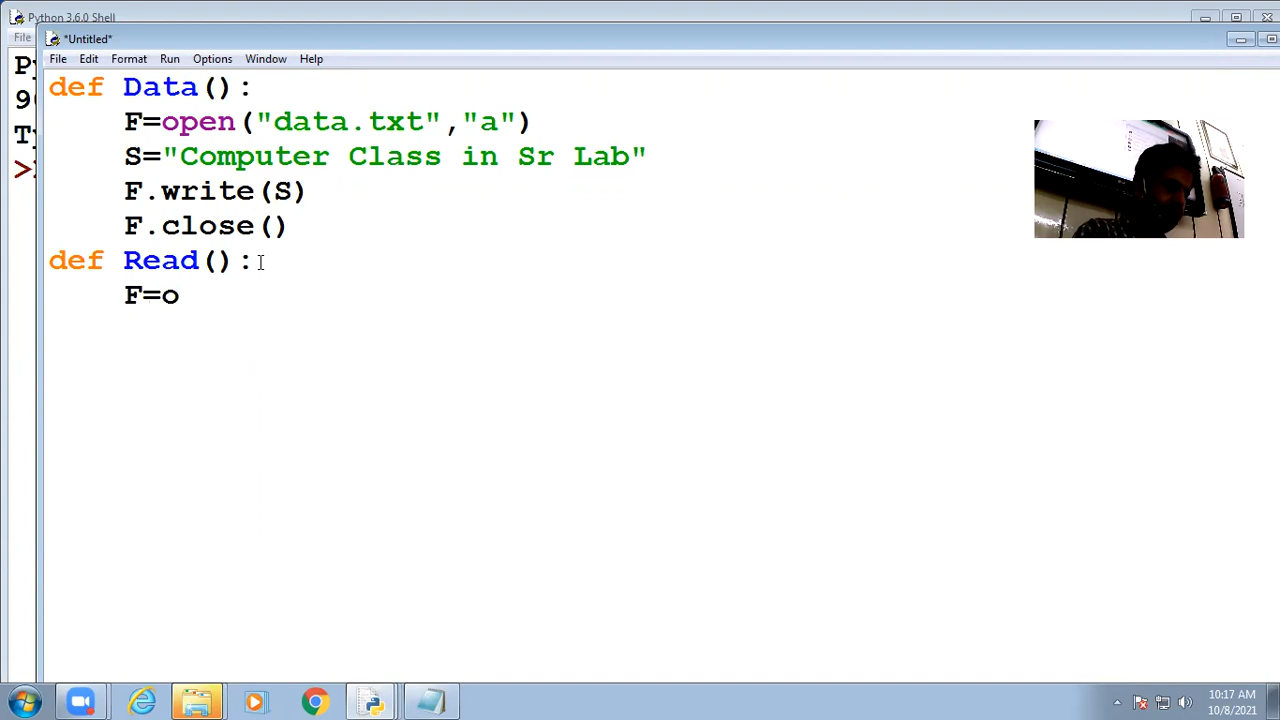 Python 3.6.0 Shell
File
*Untitled*
File Edit Format Run Options Window Help
def Data():
F=open("data.txt","a")
S="Computer Class in Sr Lab"
F.write(S)
F.close()
def Read():
F=o
10:17 AM
10/8/2021